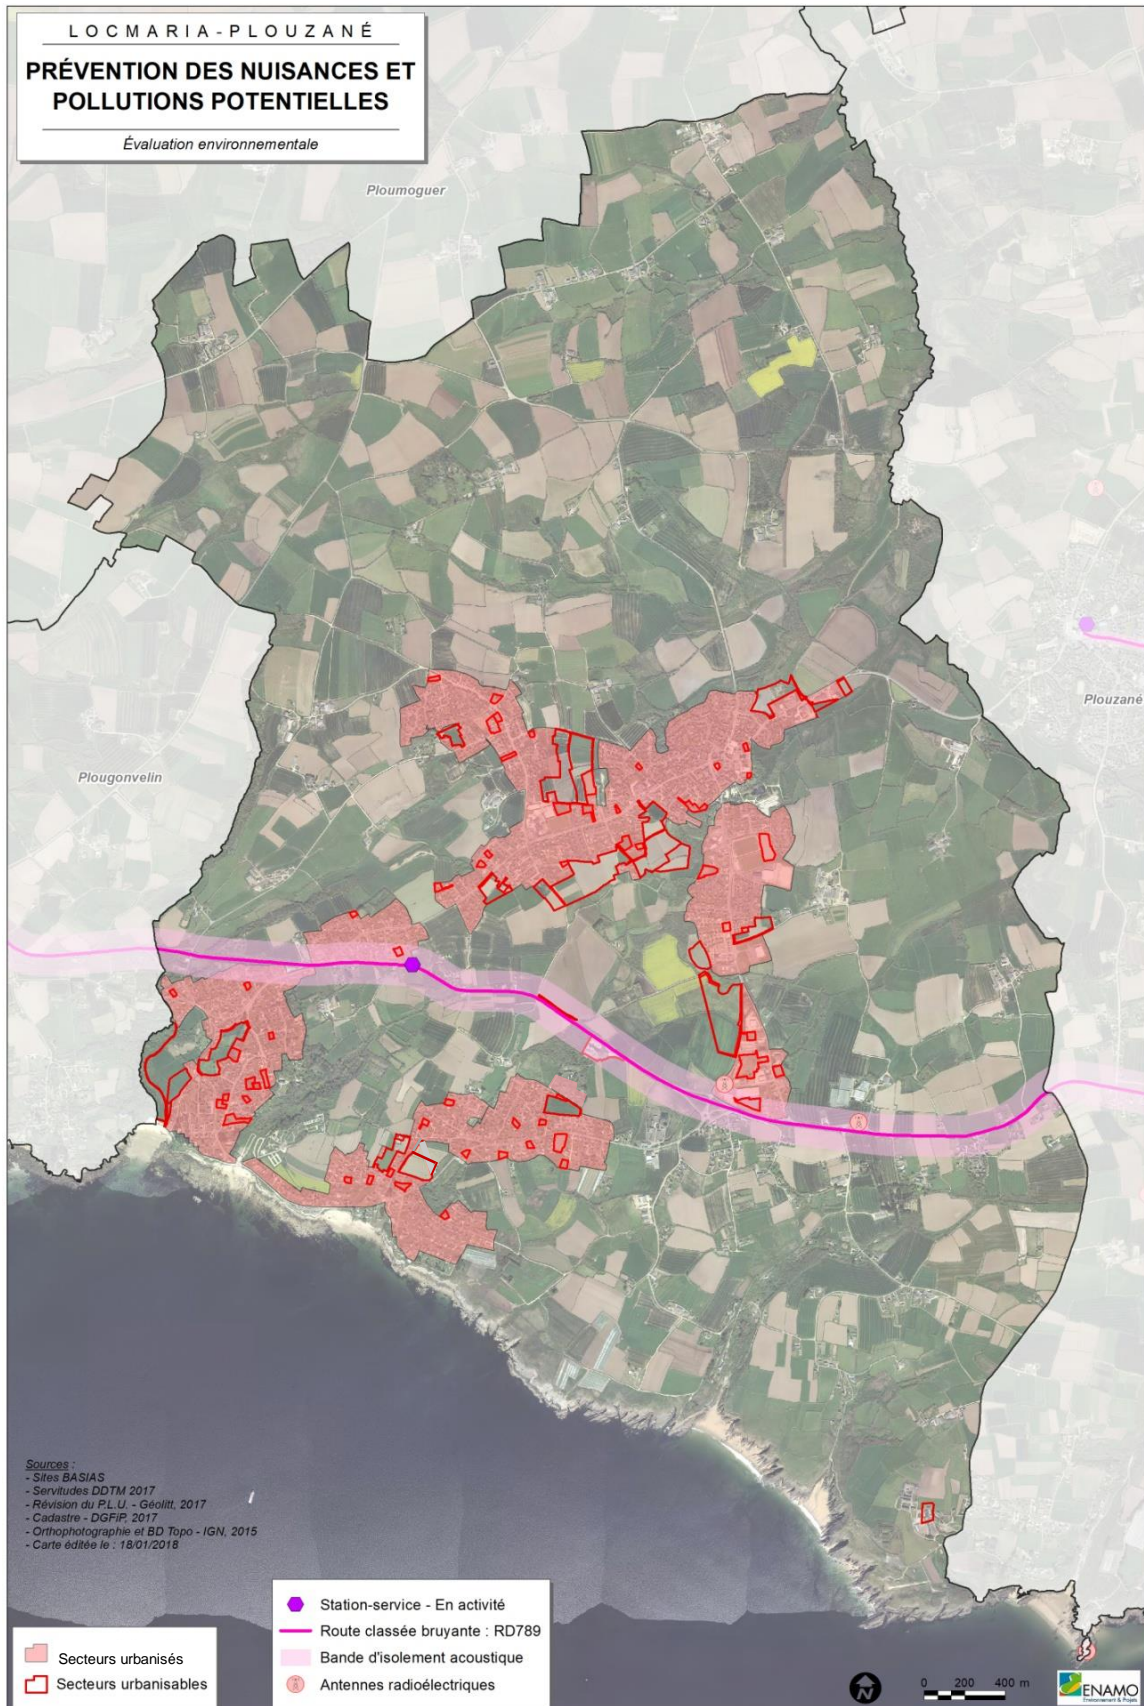 LOCMARIA-PLOUZANÉ
PRÉVENTION DES NUISANCES ET
POLLUTIONS POTENTIELLES
Évaluation environnementale
Ploumoguer
Plouzané
Plougonvelin
Sources :
- Sites BASIAS
- Servitudes DDTM 2017
- Révision du P.L.U. - Géolitt, 2017
- Cadastre - DGFiP, 2017
- Orthophotographie et BD Topo - IGN, 2015
- Carte éditée le : 18/01/2018
Secteurs urbanisés
Secteurs urbanisables
Station-service - En activité
Route classée bruyante : RD789
Bande d'isolement acoustique
Antennes radioélectriques
N
0 200 400 m
ENAMO
Environnement & Projets